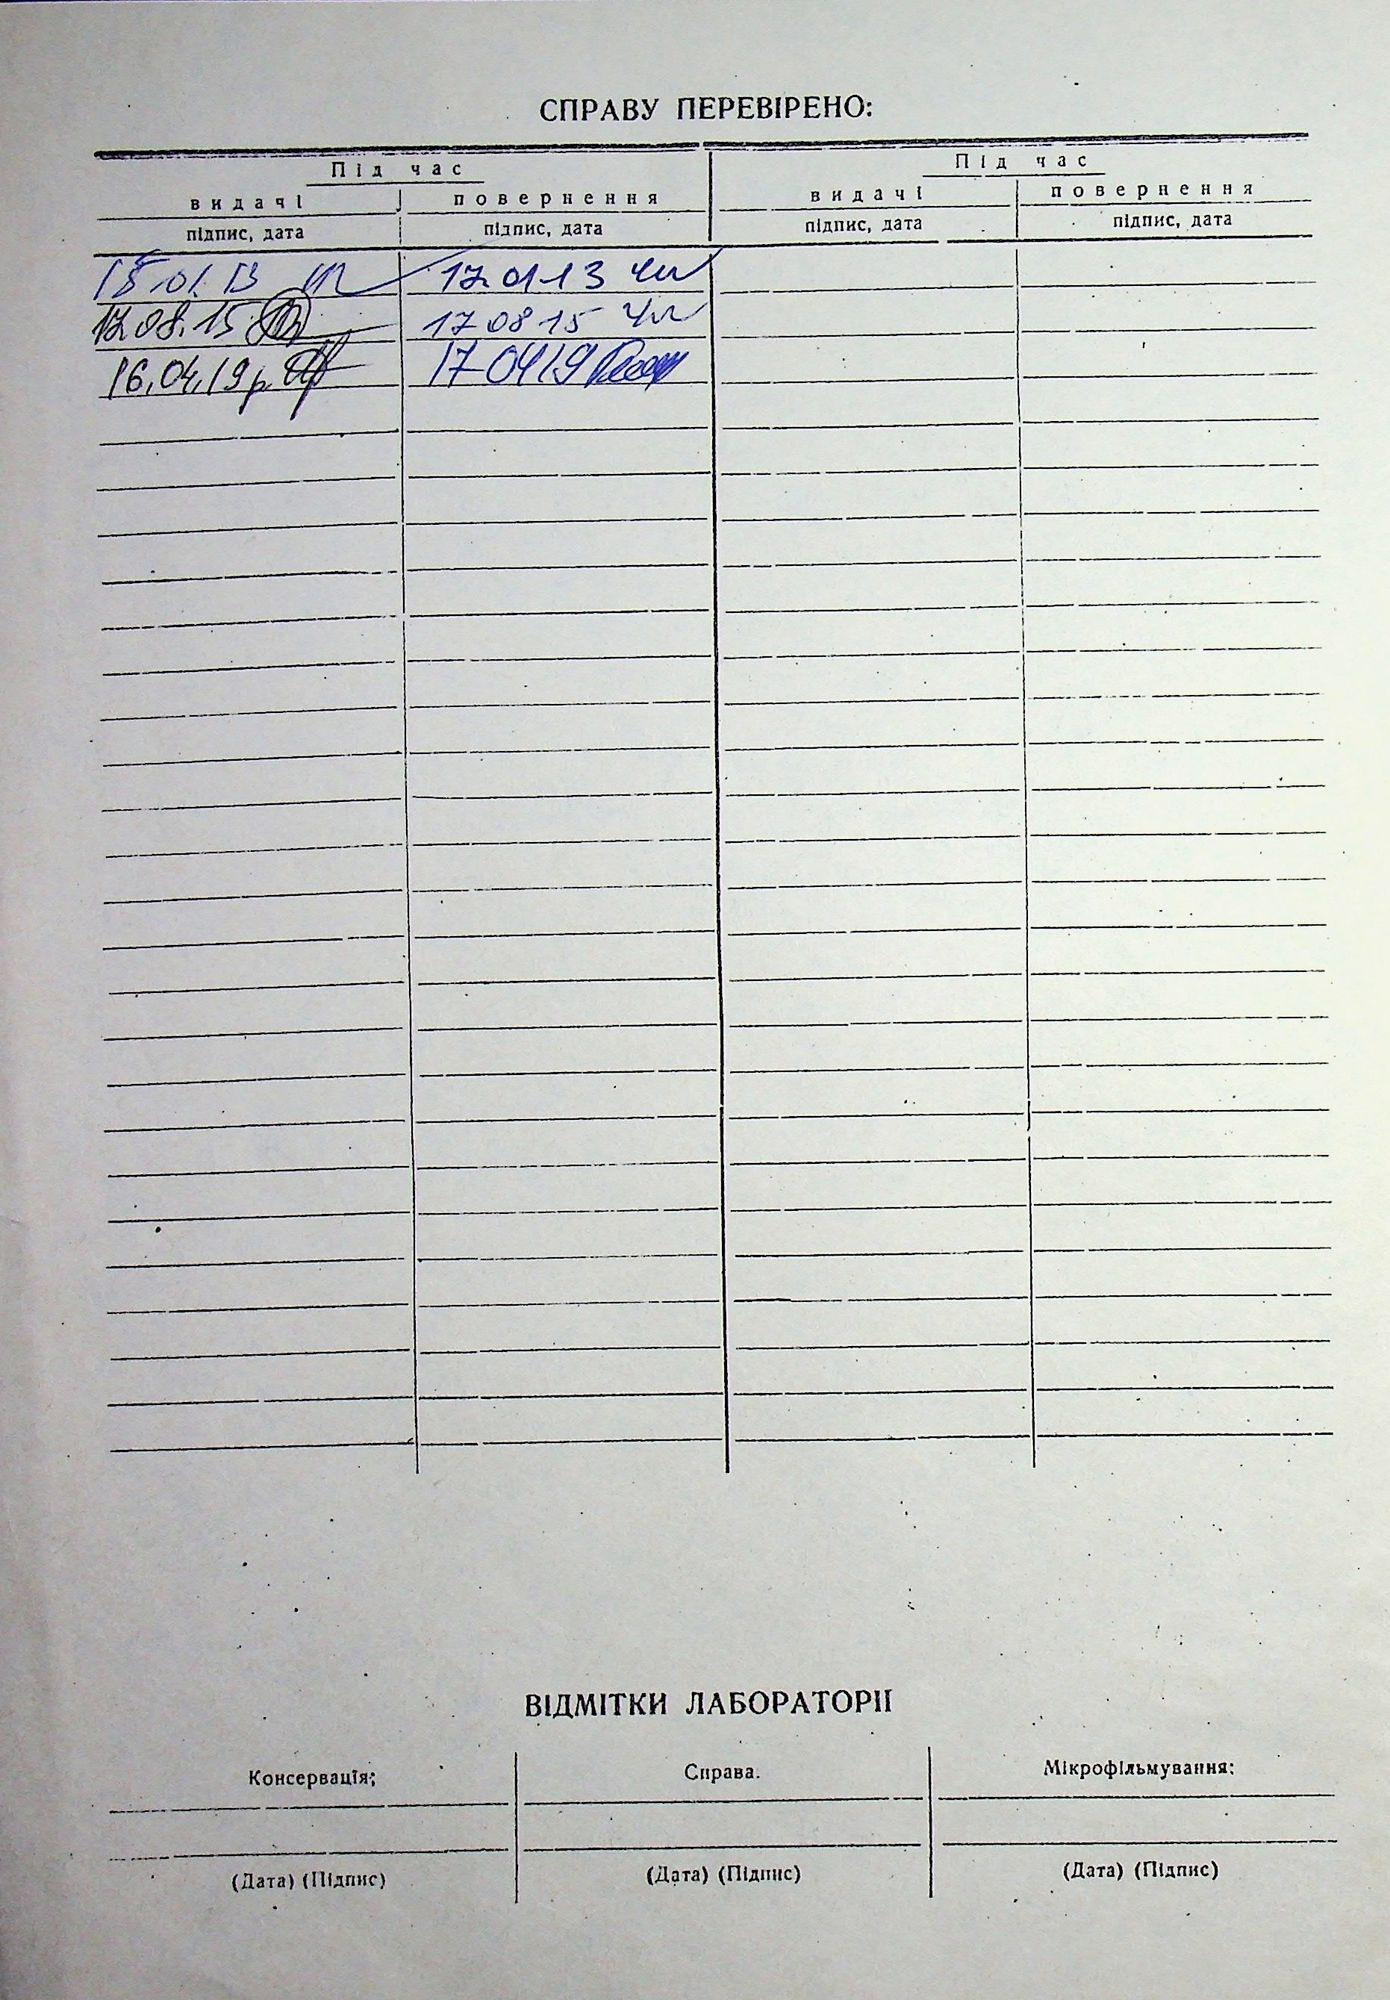 СПРАВУ ПЕРЕВІРЕНО:
Під час Під час
видачі повернення видачі повернення
підпис, дата підпис, дата підпис, дата підпис, дата
15.01.13 17.01.13
17.08.15 17 08 15
16.04.19р. 17 04 19
ВІДМІТКИ ЛАБОРАТОРІЇ
Консервація: Справа. Мікрофільмування:
(Дата) (Підпис) (Дата) (Підпис) (Дата) (Підпис)